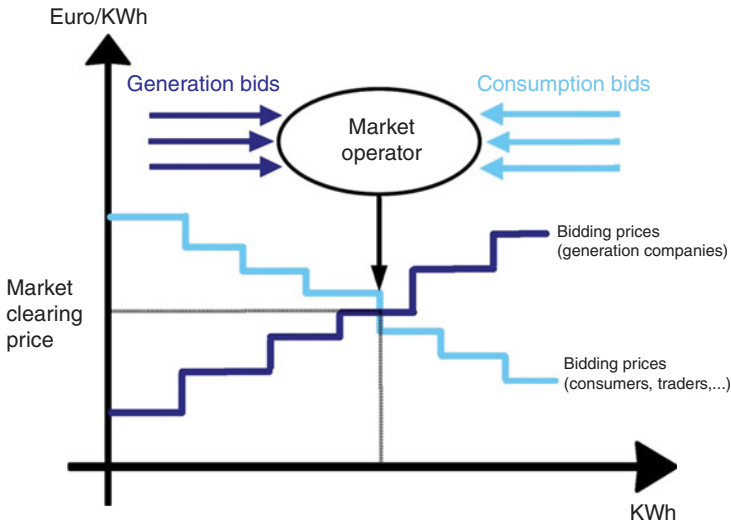 Euro/KWh
Generation bids
Consumption bids
Market
operator
Bidding prices
(generation companies)
Market
clearing
price
Bidding prices
(consumers, traders,...)
KWh